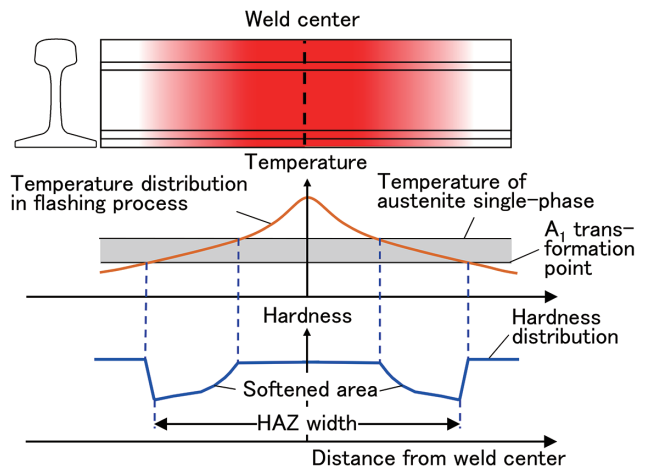 Weld center
Temperature
Temperature distribution
in flashing process
Temperature of
austenite single-phase
A₁ trans-
formation
point
Hardness
Hardness
distribution
Softened area
HAZ width
Distance from weld center